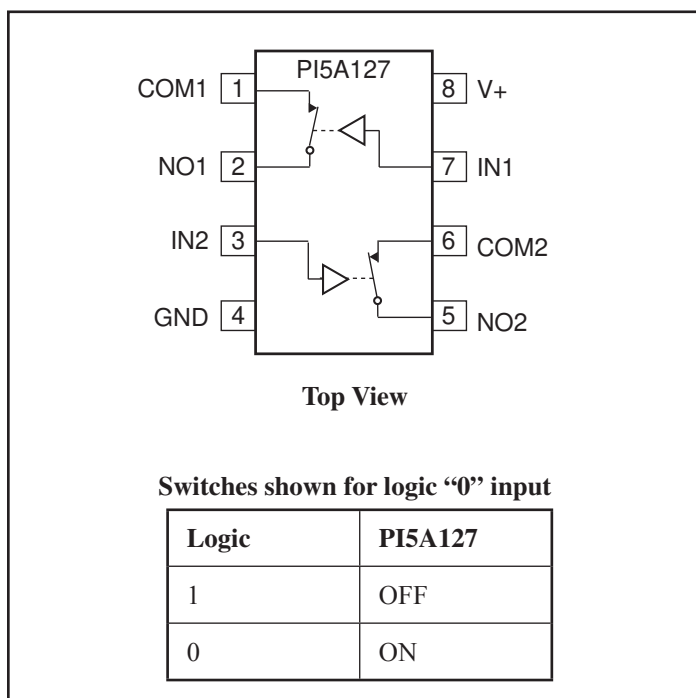 PI5A127
COM1 1 8 V+
NO1 2 7 IN1
IN2 3 6 COM2
GND 4 5 NO2
Top View
Switches shown for logic “0” input
Logic PI5A127
1 OFF
0 ON